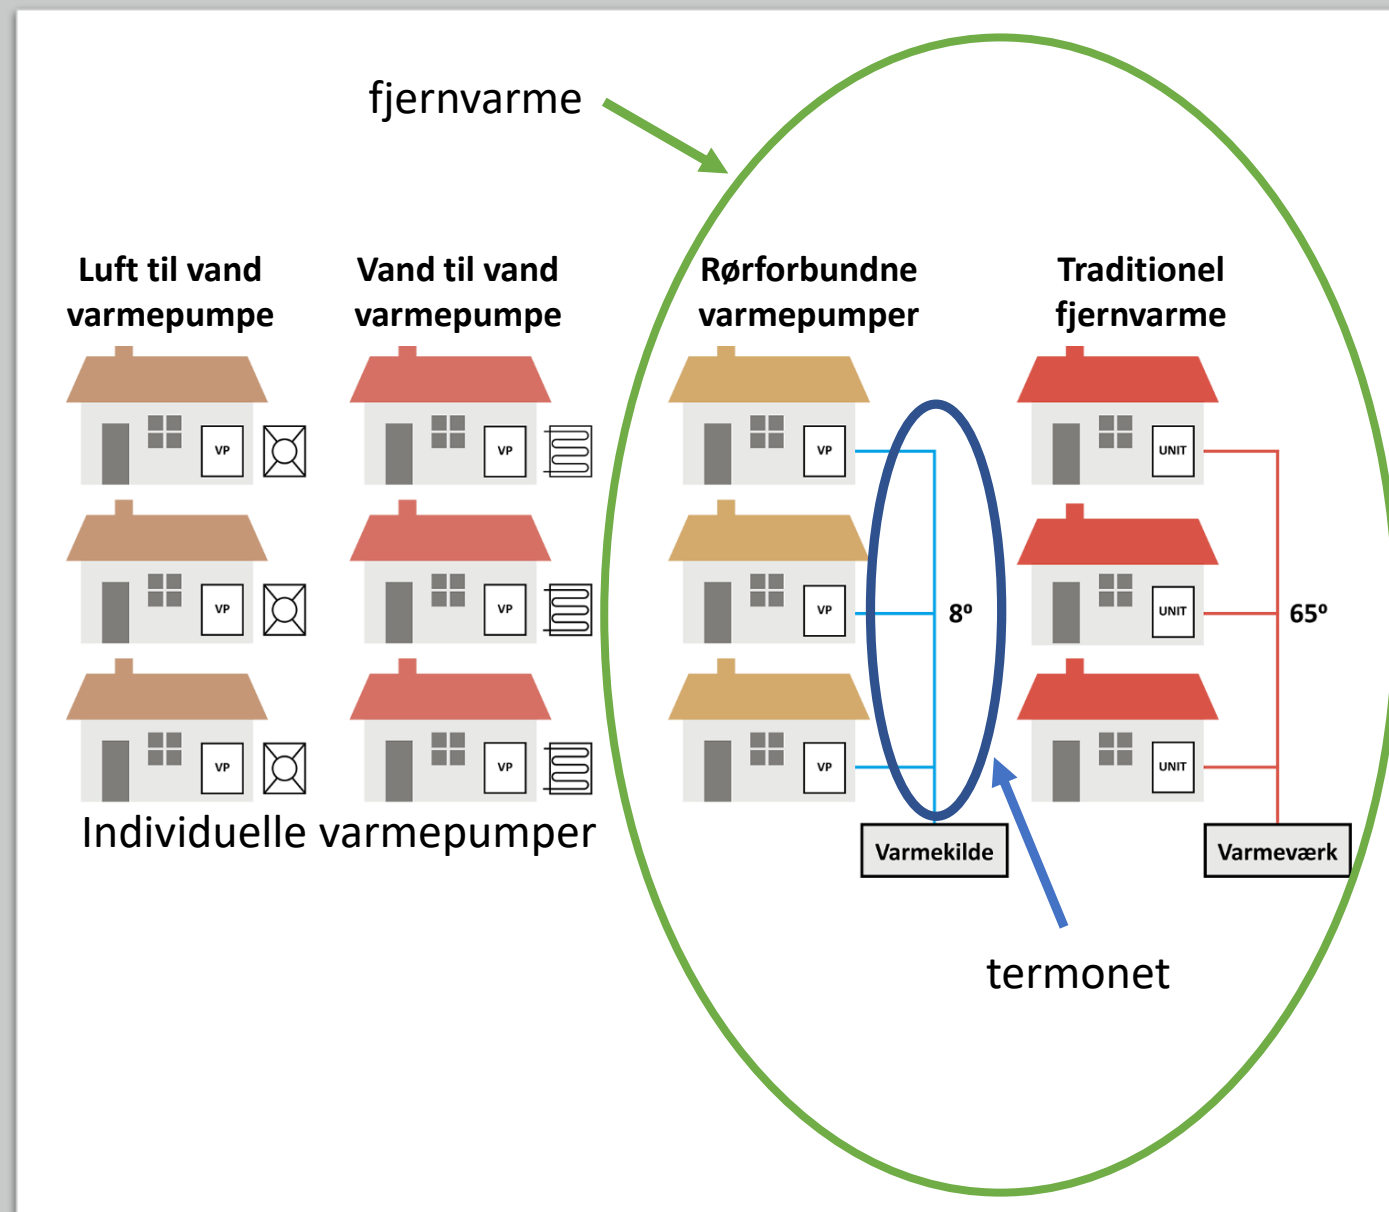 fjernvarme
Luft til vand
varmepumpe
Vand til vand
varmepumpe
Rørforbundne
varmepumper
Traditionel
fjernvarme
VP
VP
VP
UNIT
VP
VP
VP
8º
UNIT
65º
VP
VP
VP
UNIT
Individuelle varmepumper
Varmekilde
Varmeværk
termonet